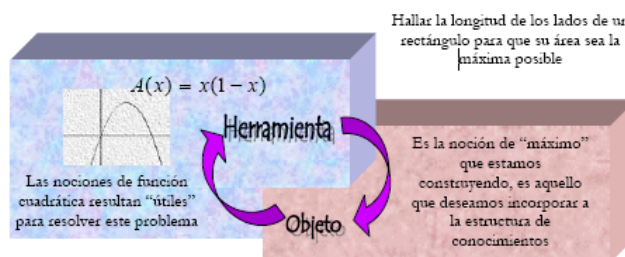 Hallar la longitud de los lados de un
rectángulo para que su área sea la
máxima posible
A(x) = x(1 − x)
Herramienta
Las nociones de función
cuadrática resultan “útiles”
para resolver este problema
Es la noción de “máximo”
que estamos
construyendo, es aquello
que deseamos incorporar a
la estructura de
conocimientos
Objeto